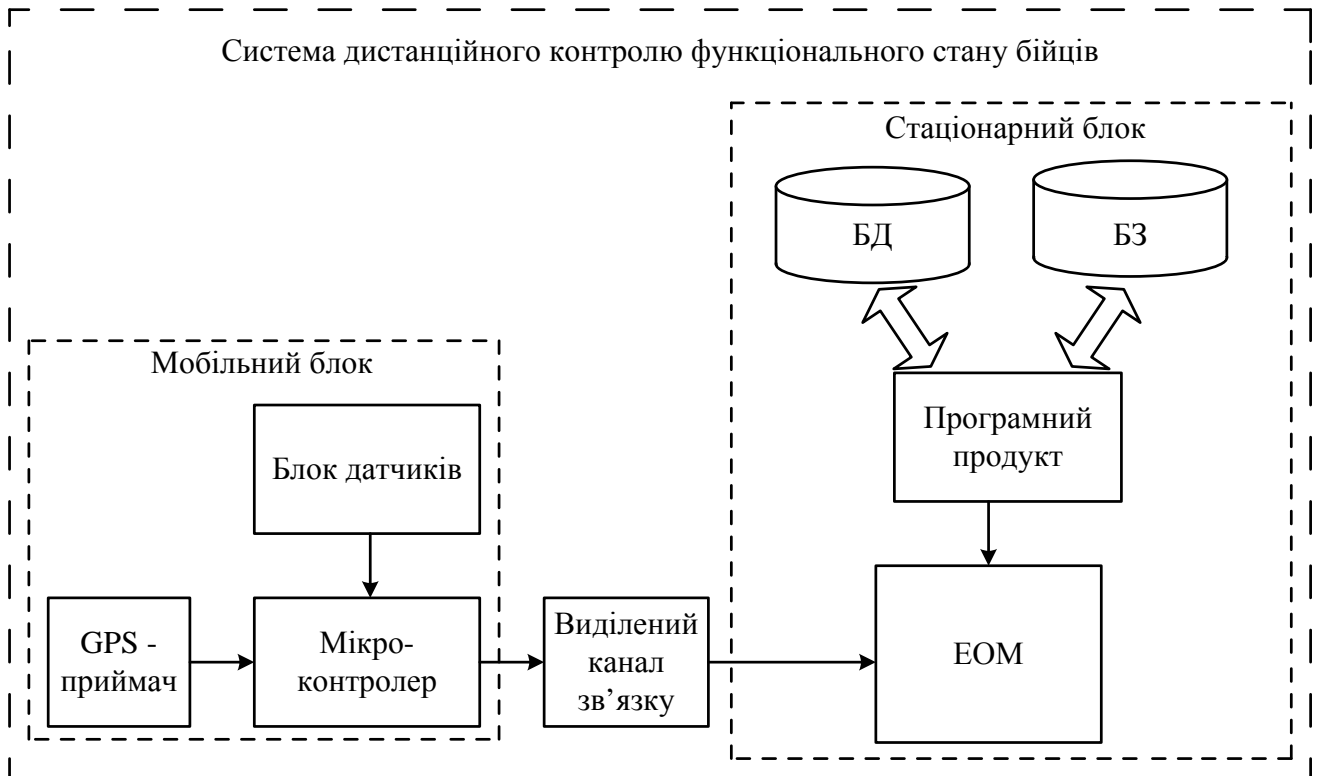 Система дистанційного контролю функціонального стану бійців
Стаціонарний блок
БД
БЗ
Мобільний блок
Програмний
продукт
Блок датчиків
GPS -
приймач
Мікро-
контролер
Виділений
канал
зв’язку
ЕОМ